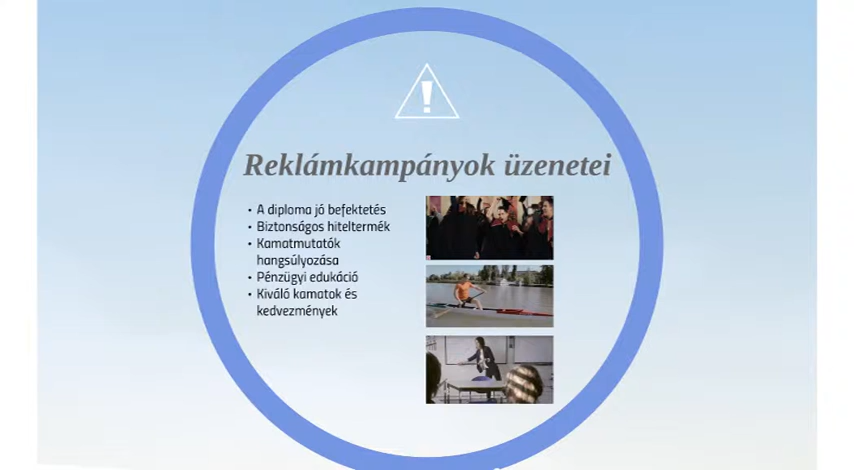 Reklámkampányok üzenetei
• A diploma jó befektetés
• Biztonságos hiteltermék
• Kamatmutatók
hangsúlyozása
• Pénzügyi edukáció
• Kiváló kamatok és
kedvezmények